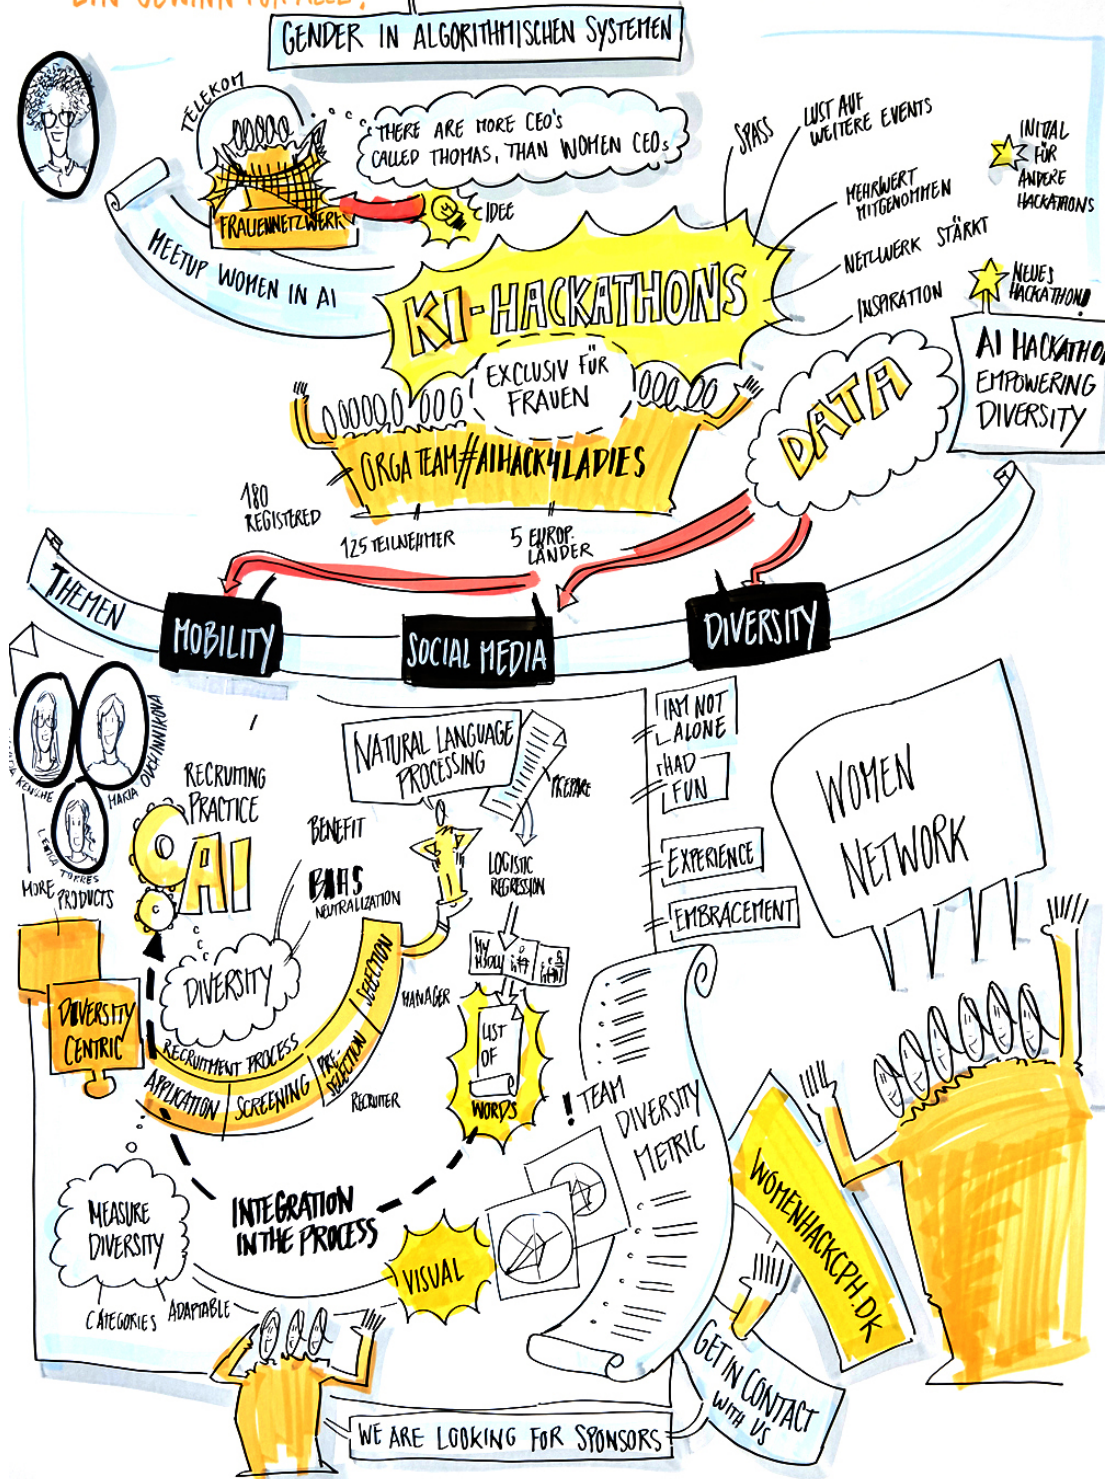 EIN GEWINN FÜR ALLE!
GENDER IN ALGORITHMISCHEN SYSTEMEN
TELEKOM
THERE ARE MORE CEO's
CALLED THOMAS, THAN WOMEN CEOs
FRAUENNETZWERK
IDEE
MEETUP WOMEN IN AI
KI-HACKATHONS
EXCLUSIV FÜR
FRAUEN
SPASS
LUST AUF
WEITERE EVENTS
MEHRWERT
MITGENOMMEN
NETZWERK STÄRKT
INSPIRATION
INITIAL
FÜR
ANDERE
HACKATHONS
NEUES
HACKATHON!
AI HACKATHO
EMPOWERING
DIVERSITY
DATA
ORGA TEAM #AIHACK4LADIES
180
REGISTERED
125 TEILNEHMER
5 EUROP.
LÄNDER
THEMEN
MOBILITY
SOCIAL MEDIA
DIVERSITY
MARIA OVCHINNIKOVA
TORRES
RECRUITING
PRACTICE
AI
MORE PRODUCTS
DIVERSITY
CENTRIC
BENEFIT
BIAS
NEUTRALIZATION
DIVERSITY
RECRUITMENT PROCESS
APPLICATION
SCREENING
PRE
SELECTION
SELECTION
MANAGER
RECRUITER
NATURAL LANGUAGE
PROCESSING
PREPARE
LOGISTIC
REGRESSION
LIST
OF
WORDS
I AM NOT
ALONE
HAD
FUN
EXPERIENCE
EMBRACEMENT
WOMEN
NETWORK
! TEAM
DIVERSITY
METRIC
INTEGRATION
IN THE PROCESS
MEASURE
DIVERSITY
CATEGORIES
ADAPTABLE
VISUAL
WOMENHACKCPH.DK
GET IN CONTACT
WITH US
WE ARE LOOKING FOR SPONSORS